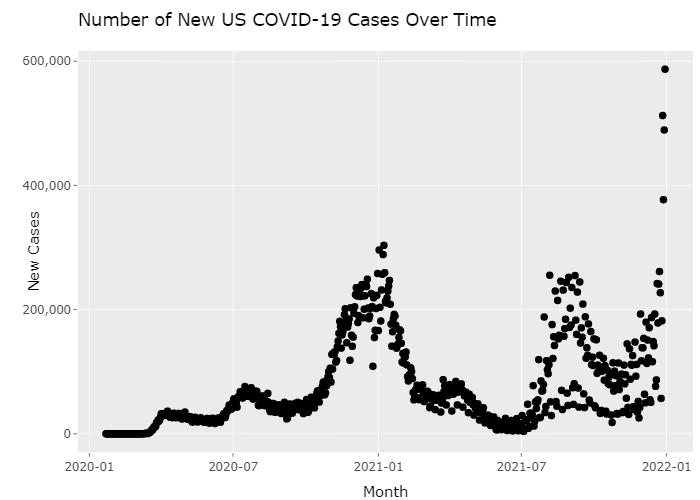 Number of New US COVID-19 Cases Over Time
600,000
400,000
New Cases
200,000
0
2020-01 2020-07 2021-01 2021-07 2022-01
Month